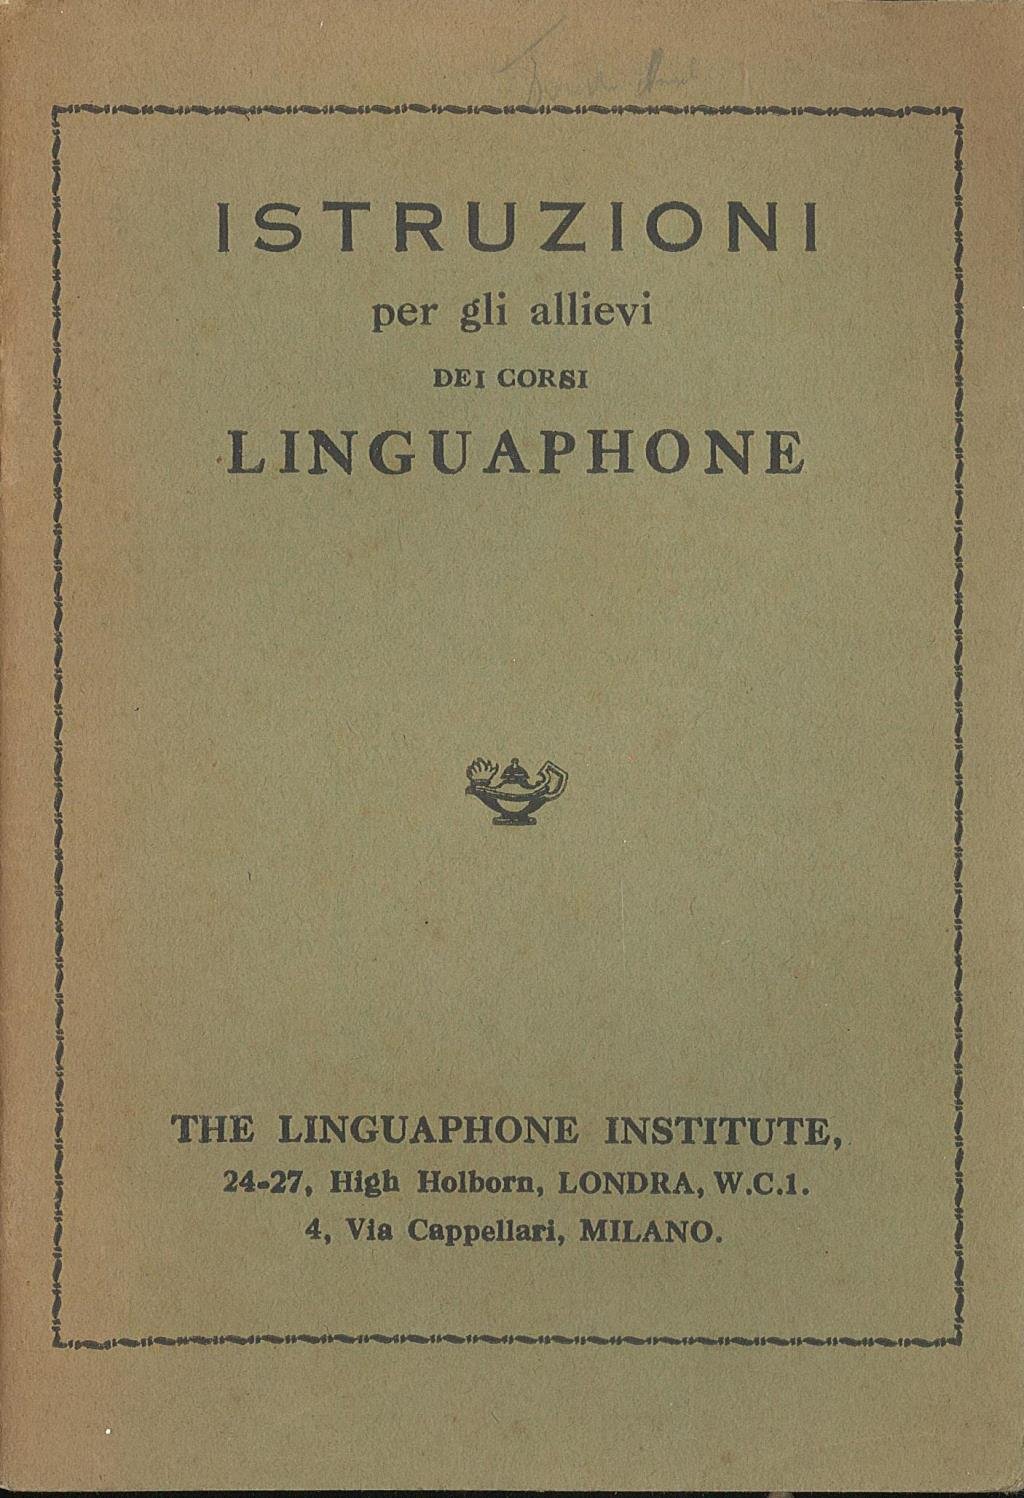 ISTRUZIONI
per gli allievi
DEI CORSI
LINGUAPHONE
THE LINGUAPHONE INSTITUTE,
24-27, High Holborn, LONDRA, W.C.1.
4, Via Cappellari, MILANO.